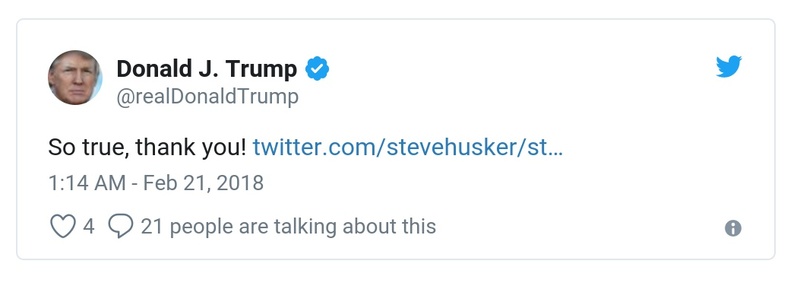 Donald J. Trump
@realDonaldTrump
So true, thank you! twitter.com/stevehusker/st…
1:14 AM - Feb 21, 2018
4 21 people are talking about this